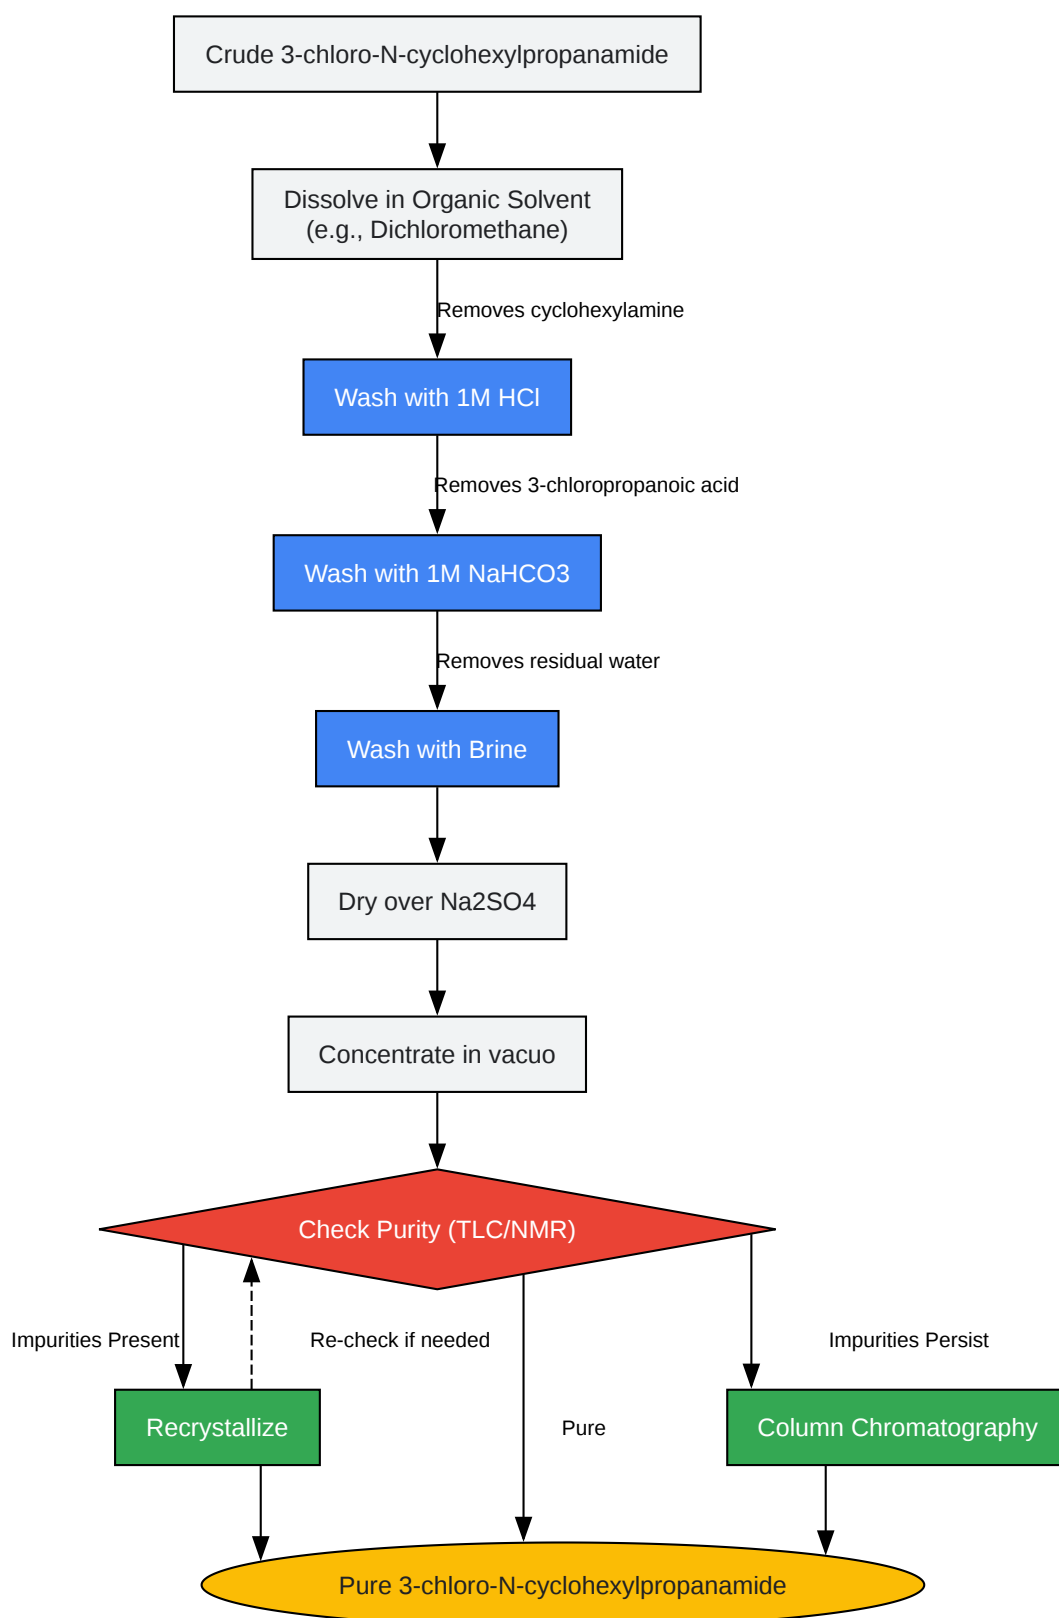 Crude 3-chloro-N-cyclohexylpropanamide
Dissolve in Organic Solvent
(e.g., Dichloromethane)
Removes cyclohexylamine
Wash with 1M HCl
Removes 3-chloropropanoic acid
Wash with 1M NaHCO3
Removes residual water
Wash with Brine
Dry over Na2SO4
Concentrate in vacuo
Check Purity (TLC/NMR)
Impurities Present
Re-check if needed
Impurities Persist
Recrystallize
Pure
Column Chromatography
Pure 3-chloro-N-cyclohexylpropanamide